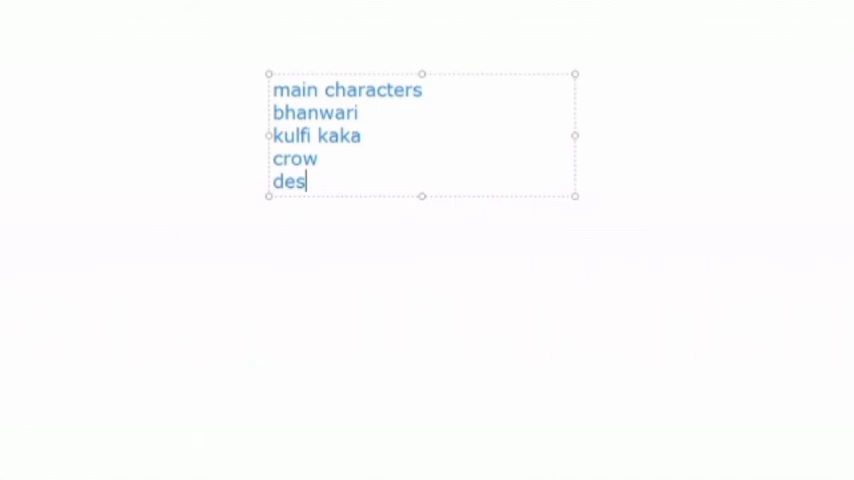 main characters
bhanwari
kulfi kaka
crow
des